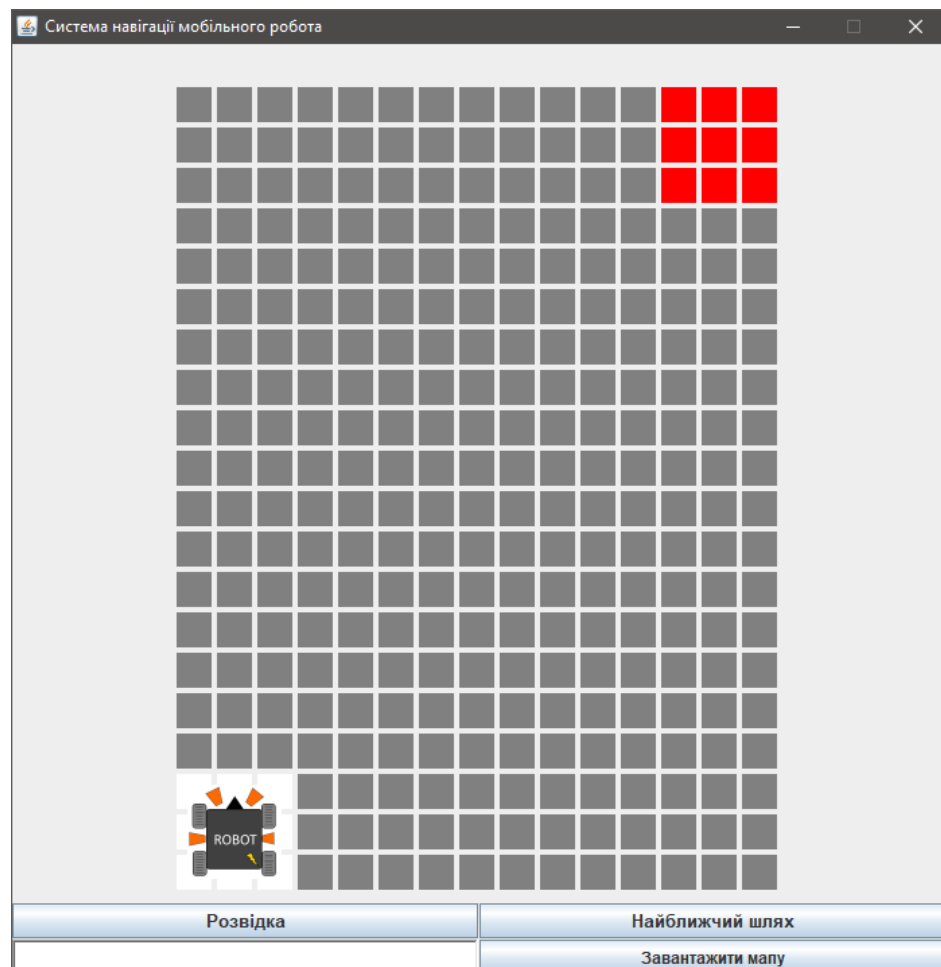 Система навігації мобільного робота
ROBOT
Розвідка
Найближчий шлях
Завантажити мапу